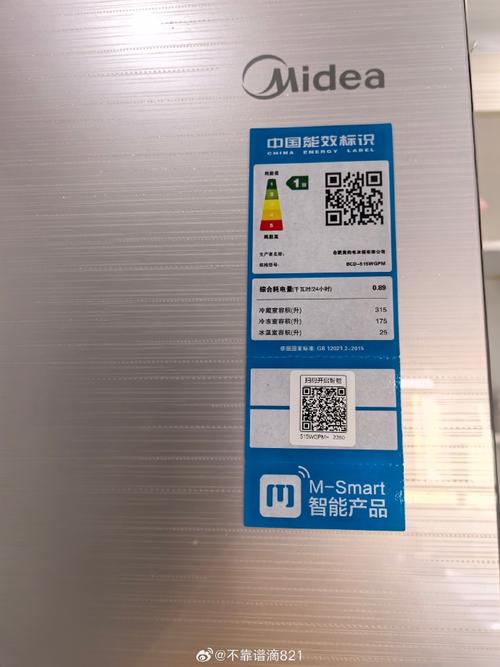 Midea
中国能效标识
CHINA ENERGY LABEL
耗能低
1
1级
2
3
4
5
耗能高
生产者名称:
合肥美的电冰箱有限公司
规格型号:
BCD-515WGPM
综合耗电量(千瓦时/24小时) 0.89
冷藏室容积(升) 315
冷冻室容积(升) 175
冰温室容积(升) 25
依据国家标准: GB 12021.2-2015
扫码开启智能
515WGPM- 2380
M-Smart
智能产品
@不靠谱滴821